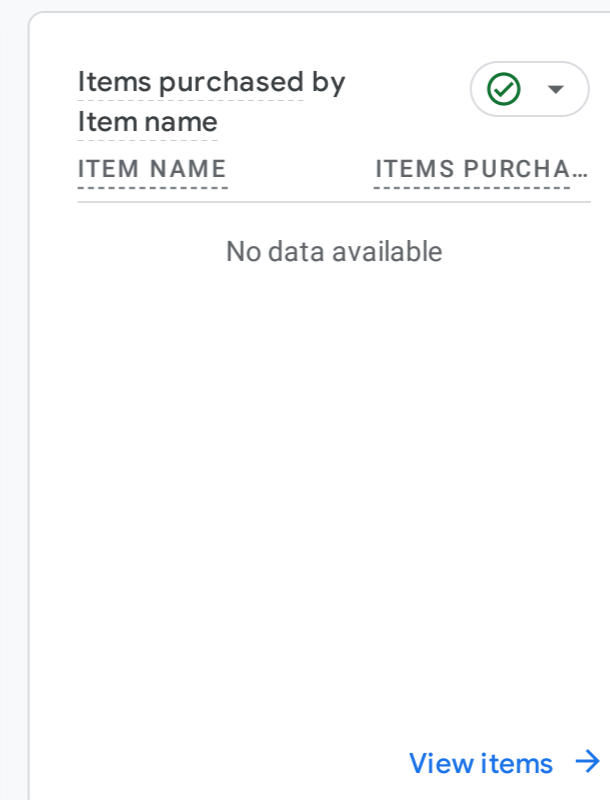 Items purchased by
Item name
ITEM NAME ITEMS PURCHA…
No data available
View items